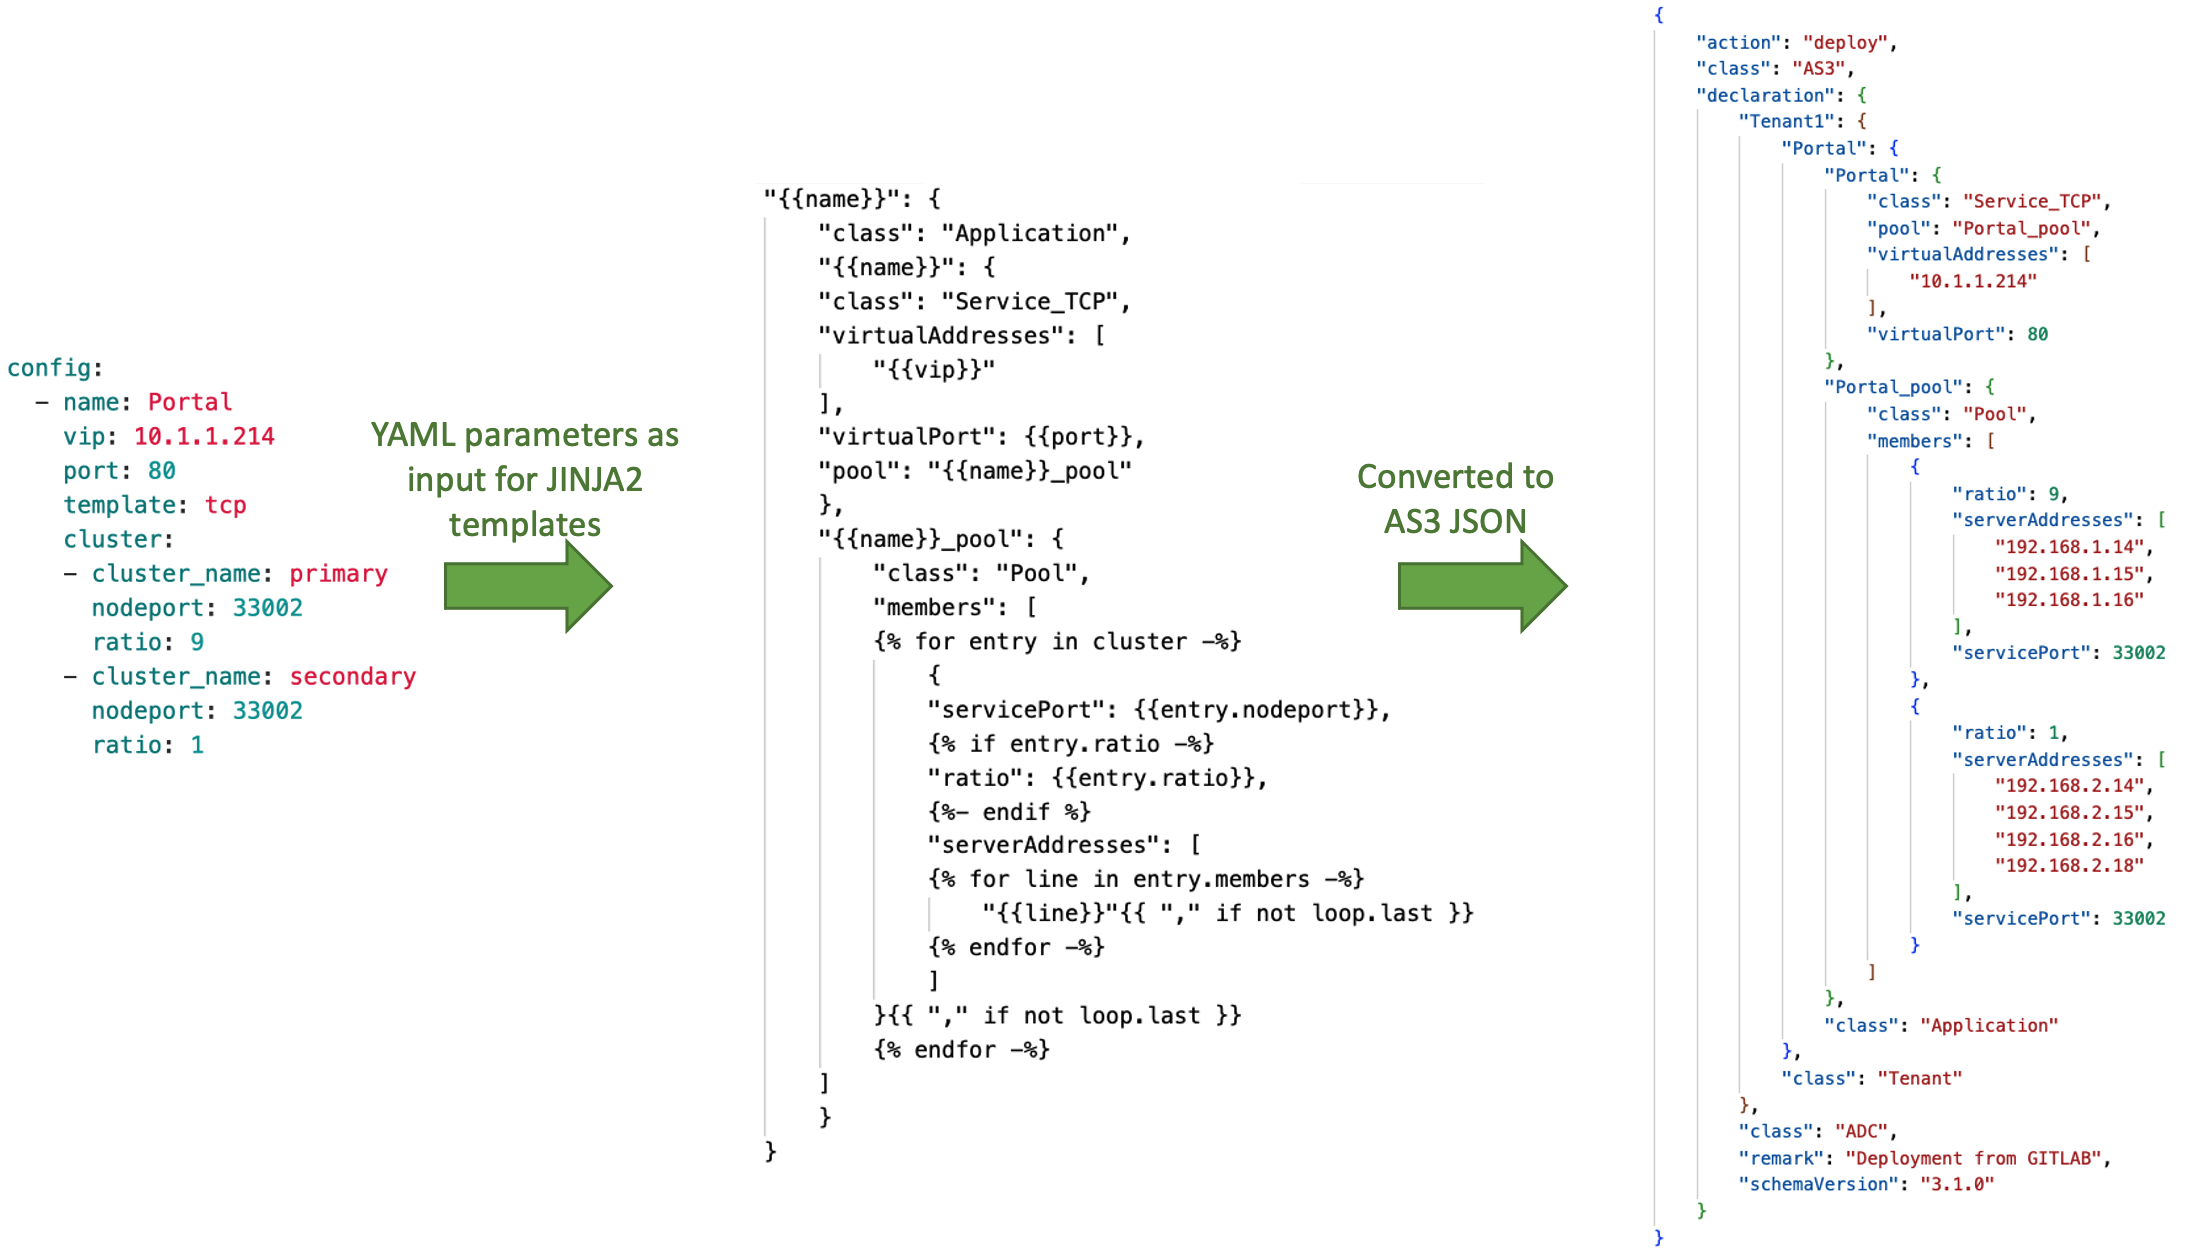 config:
  - name: Portal
    vip: 10.1.1.214
    port: 80
    template: tcp
    cluster:
    - cluster_name: primary
      nodeport: 33002
      ratio: 9
    - cluster_name: secondary
      nodeport: 33002
      ratio: 1
YAML parameters as
input for JINJA2
templates
"{{name}}": {
    "class": "Application",
    "{{name}}": {
    "class": "Service_TCP",
    "virtualAddresses": [
        "{{vip}}"
    ],
    "virtualPort": {{port}},
    "pool": "{{name}}_pool"
    },
    "{{name}}_pool": {
        "class": "Pool",
        "members": [
        {% for entry in cluster -%}
            {
            "servicePort": {{entry.nodeport}},
            {% if entry.ratio -%}
            "ratio": {{entry.ratio}},
            {%- endif %}
            "serverAddresses": [
            {% for line in entry.members -%}
                "{{line}}"{{ "," if not loop.last }}
            {% endfor -%}
            ]
        }{{ "," if not loop.last }}
        {% endfor -%}
    ]
    }
}
Converted to
AS3 JSON
{
    "action": "deploy",
    "class": "AS3",
    "declaration": {
        "Tenant1": {
            "Portal": {
                "Portal": {
                    "class": "Service_TCP",
                    "pool": "Portal_pool",
                    "virtualAddresses": [
                        "10.1.1.214"
                    ],
                    "virtualPort": 80
                },
                "Portal_pool": {
                    "class": "Pool",
                    "members": [
                        {
                            "ratio": 9,
                            "serverAddresses": [
                                "192.168.1.14",
                                "192.168.1.15",
                                "192.168.1.16"
                            ],
                            "servicePort": 33002
                        },
                        {
                            "ratio": 1,
                            "serverAddresses": [
                                "192.168.2.14",
                                "192.168.2.15",
                                "192.168.2.16",
                                "192.168.2.18"
                            ],
                            "servicePort": 33002
                        }
                    ]
                },
                "class": "Application"
            },
            "class": "Tenant"
        },
        "class": "ADC",
        "remark": "Deployment from GITLAB",
        "schemaVersion": "3.1.0"
    }
}